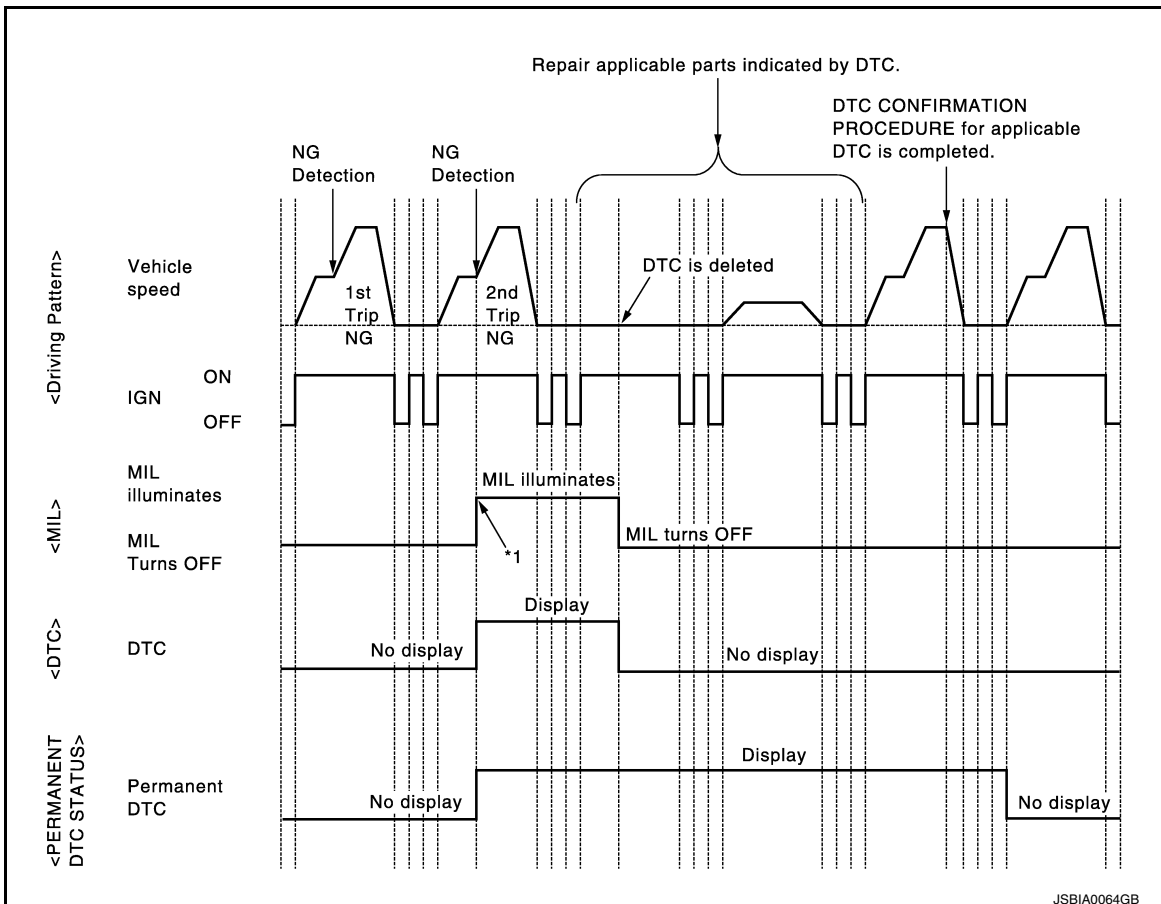 Repair applicable parts indicated by DTC.
DTC CONFIRMATION
PROCEDURE for applicable
DTC is completed.
NG
Detection
NG
Detection
<Driving Pattern>
Vehicle
speed
1st
Trip
NG
2nd
Trip
NG
DTC is deleted
IGN
ON
OFF
<MIL>
MIL
illuminates
MIL
Turns OFF
MIL illuminates
*1
MIL turns OFF
<DTC>
DTC
No display
Display
No display
<PERMANENT
DTC STATUS>
Permanent
DTC
No display
Display
No display
JSBIA0064GB